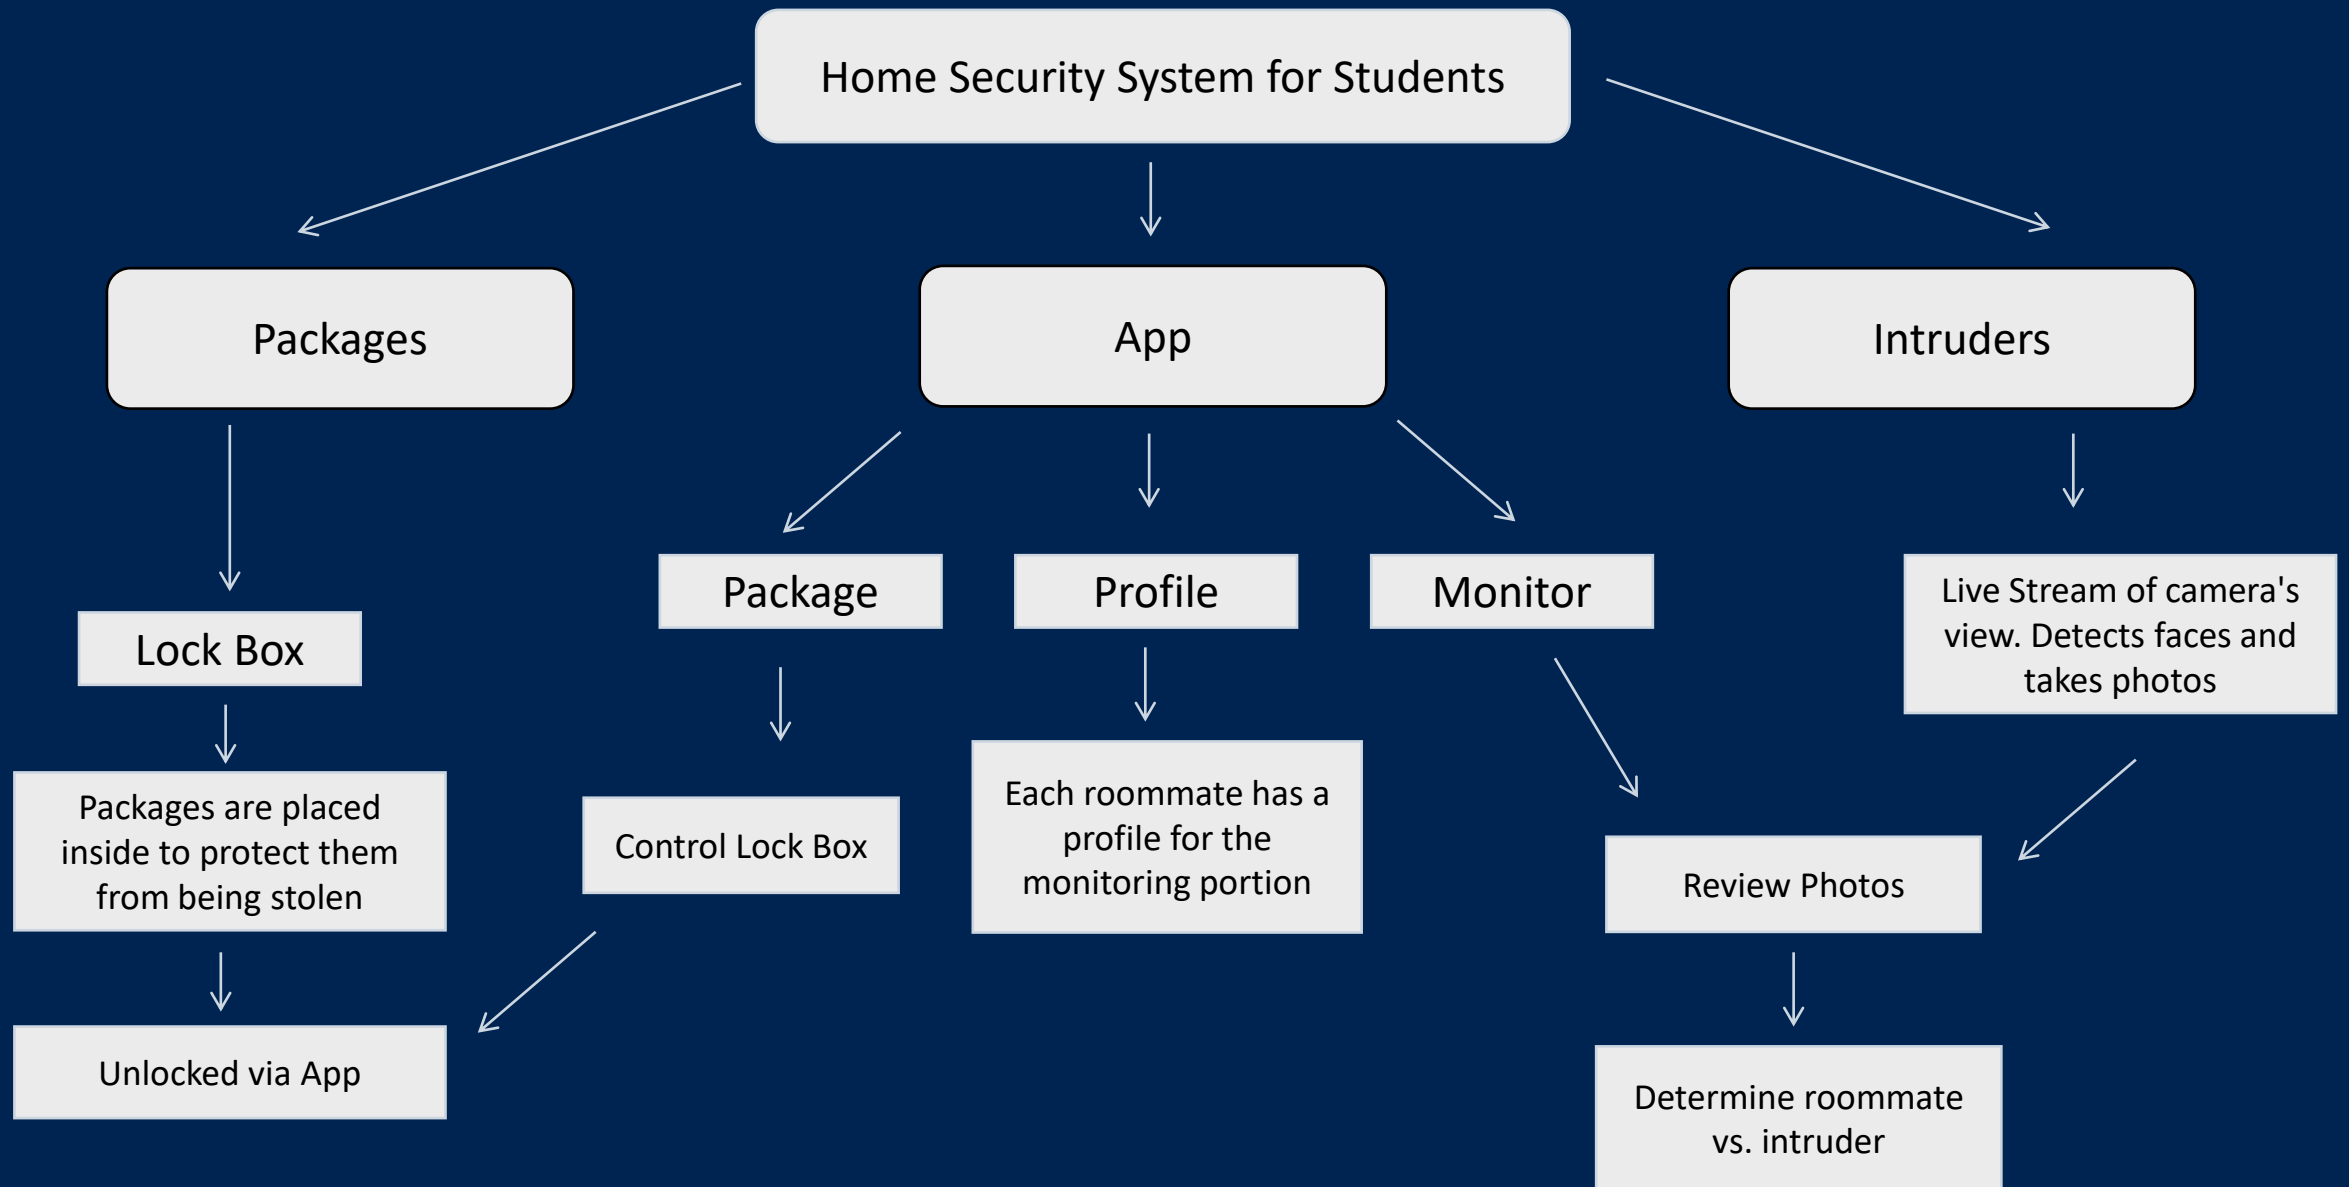 Home Security System for Students
Packages
App
Intruders
Package
Profile
Monitor
Live Stream of camera's
view. Detects faces and
takes photos
Lock Box
Packages are placed
inside to protect them
from being stolen
Control Lock Box
Each roommate has a
profile for the
monitoring portion
Review Photos
Unlocked via App
Determine roommate
vs. intruder